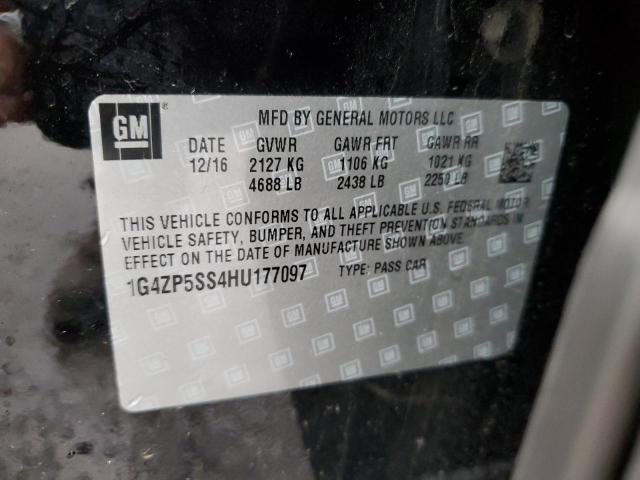 GM ®
MFD BY GENERAL MOTORS LLC
DATE GVWR GAWR FRT GAWR RR
12/16 2127 KG 1106 KG 1021 KG
4688 LB 2438 LB 2250 LB
THIS VEHICLE CONFORMS TO ALL APPLICABLE U.S. FEDERAL MOTOR
VEHICLE SAFETY, BUMPER, AND THEFT PREVENTION STANDARDS IN
EFFECT ON THE DATE OF MANUFACTURE SHOWN ABOVE.
1G4ZP5SS4HU177097 TYPE: PASS CAR